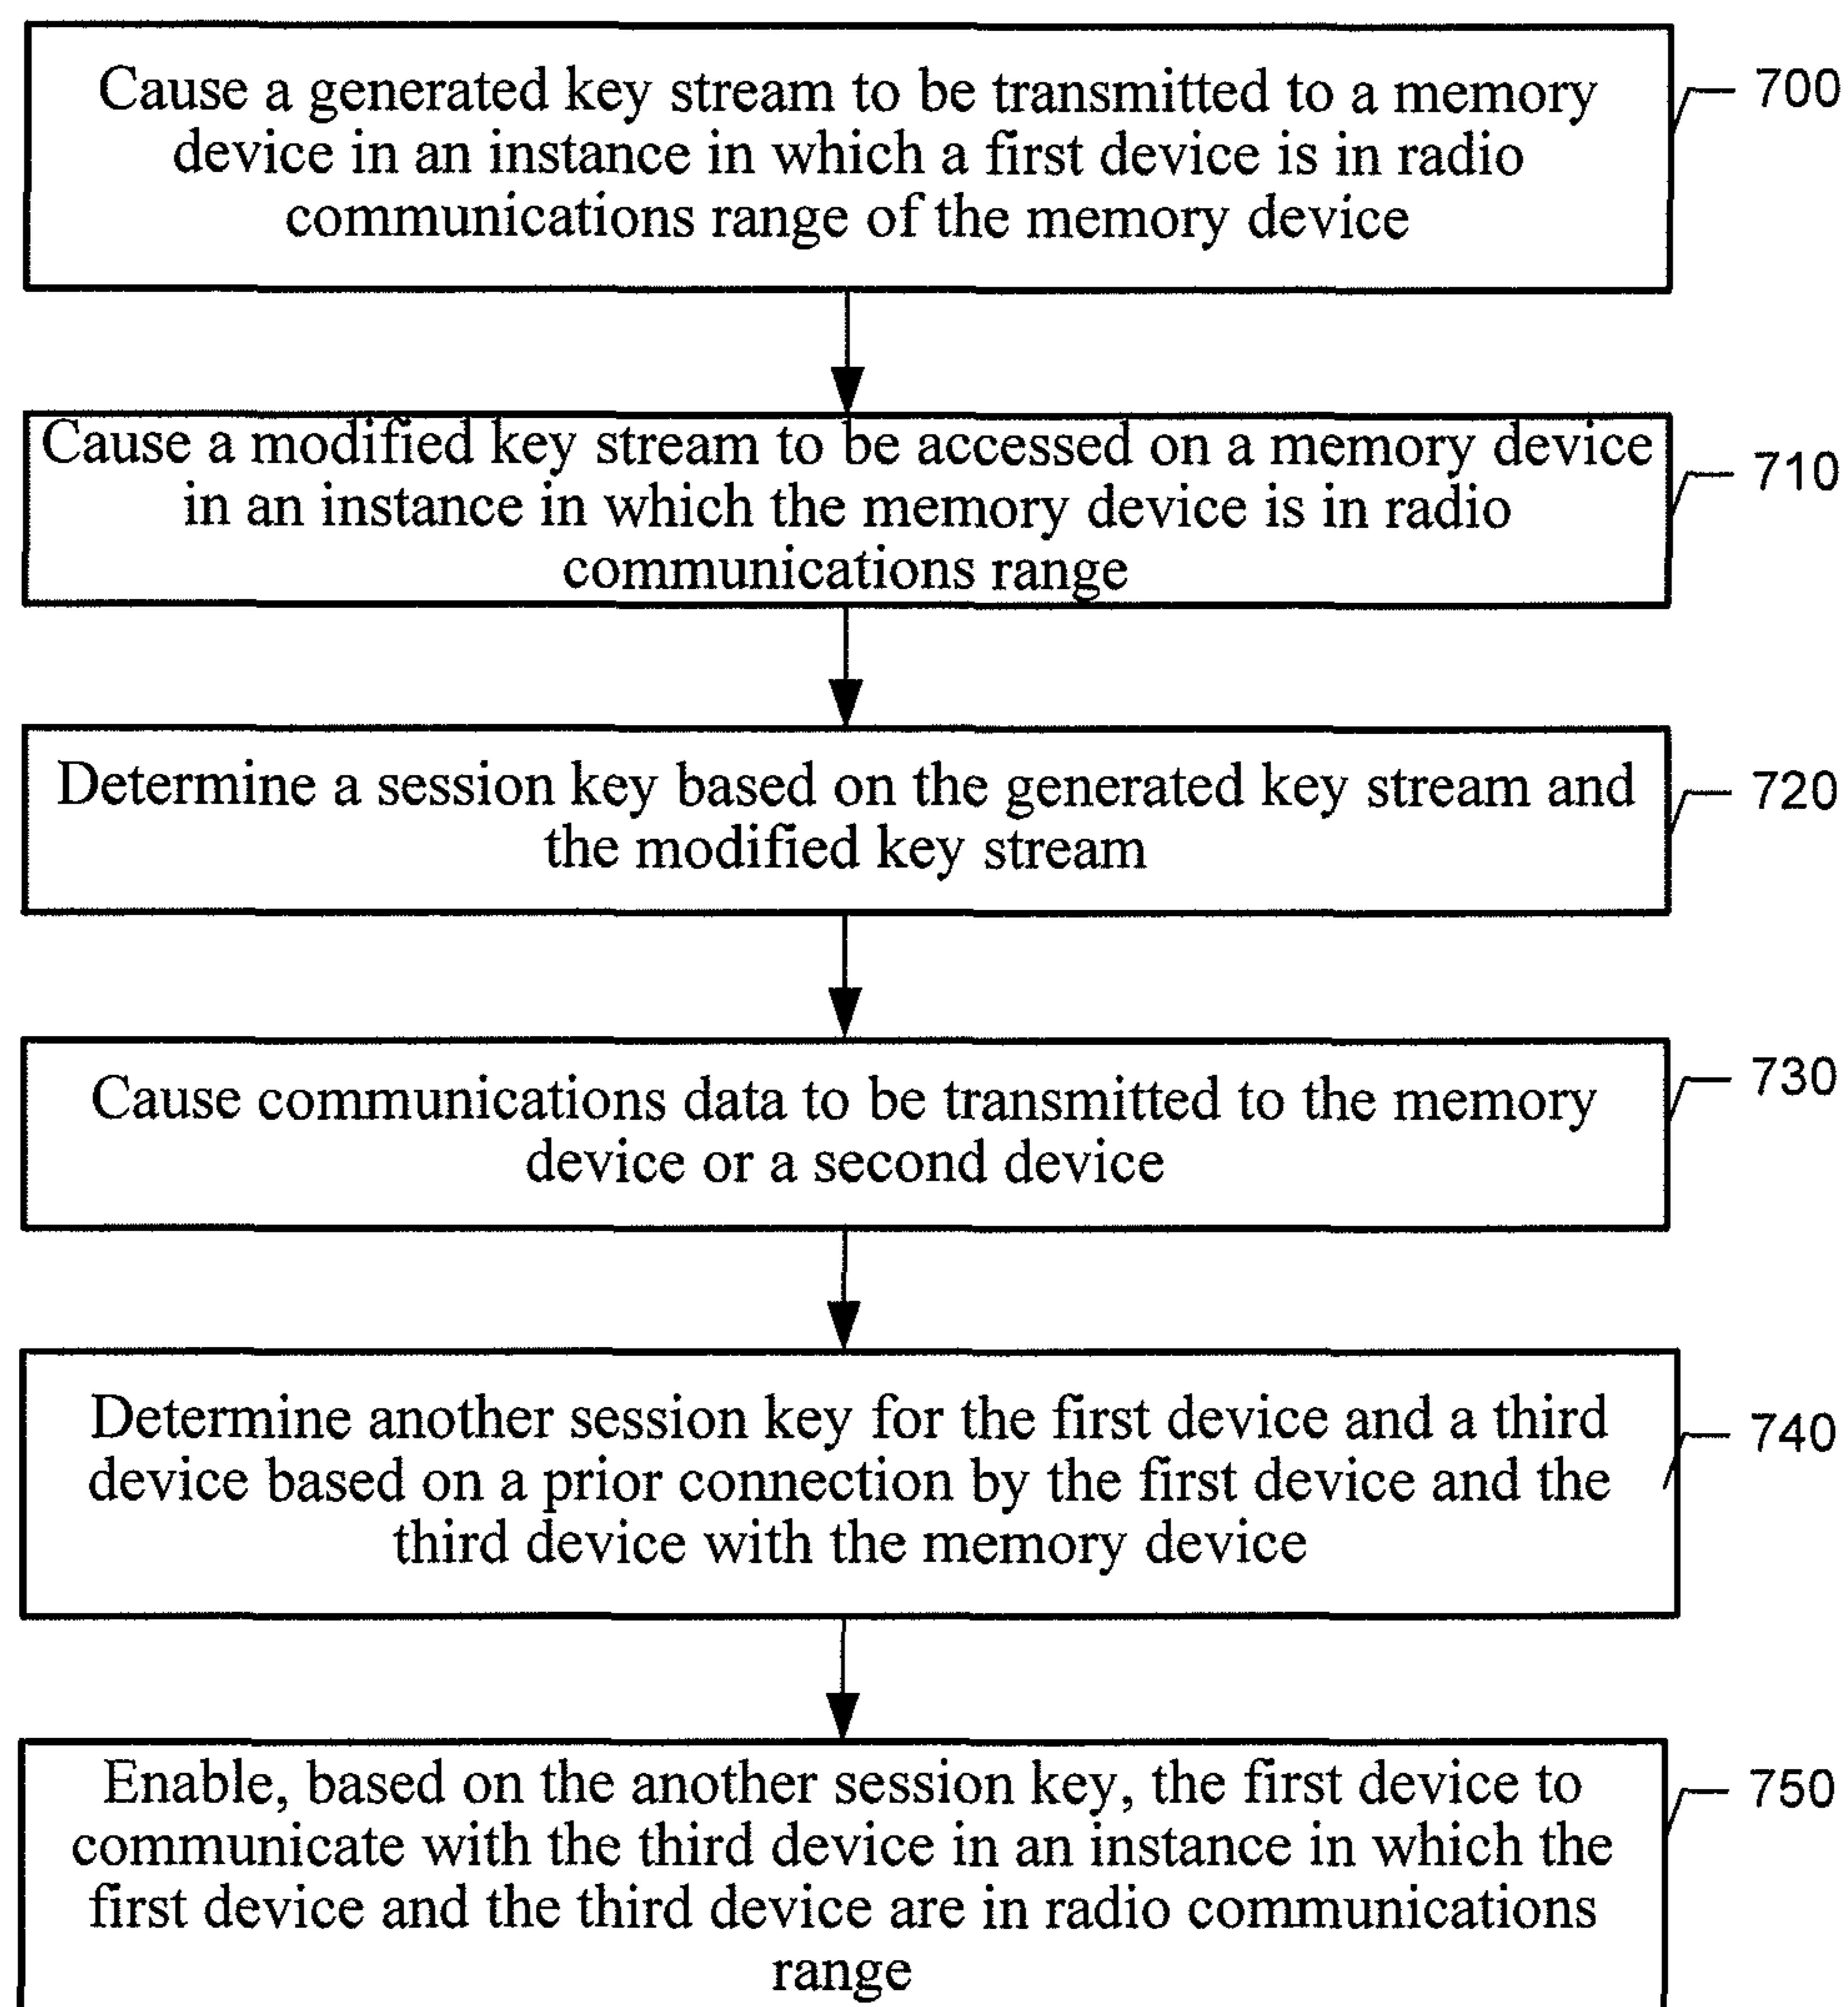 Cause a generated key stream to be transmitted to a memory
device in an instance in which a first device is in radio
communications range of the memory device
700
Cause a modified key stream to be accessed on a memory device
in an instance in which the memory device is in radio
communications range
710
Determine a session key based on the generated key stream and
the modified key stream
720
Cause communications data to be transmitted to the memory
device or a second device
730
Determine another session key for the first device and a third
device based on a prior connection by the first device and the
third device with the memory device
740
Enable, based on the another session key, the first device to
communicate with the third device in an instance in which the
first device and the third device are in radio communications
range
750